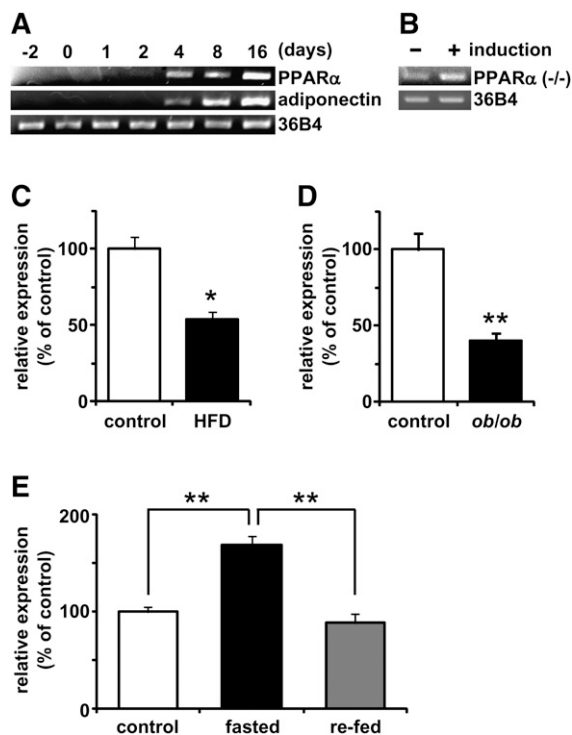 A
-2 0 1 2 4 8 16 (days)
PPARα
adiponectin
36B4
B
− + induction
PPARα (-/-)
36B4
C
relative expression
(% of control)
100
50
0
*
control HFD
D
relative expression
(% of control)
100
50
0
**
control ob/ob
E
relative expression
(% of control)
200
100
0
** **
control fasted re-fed